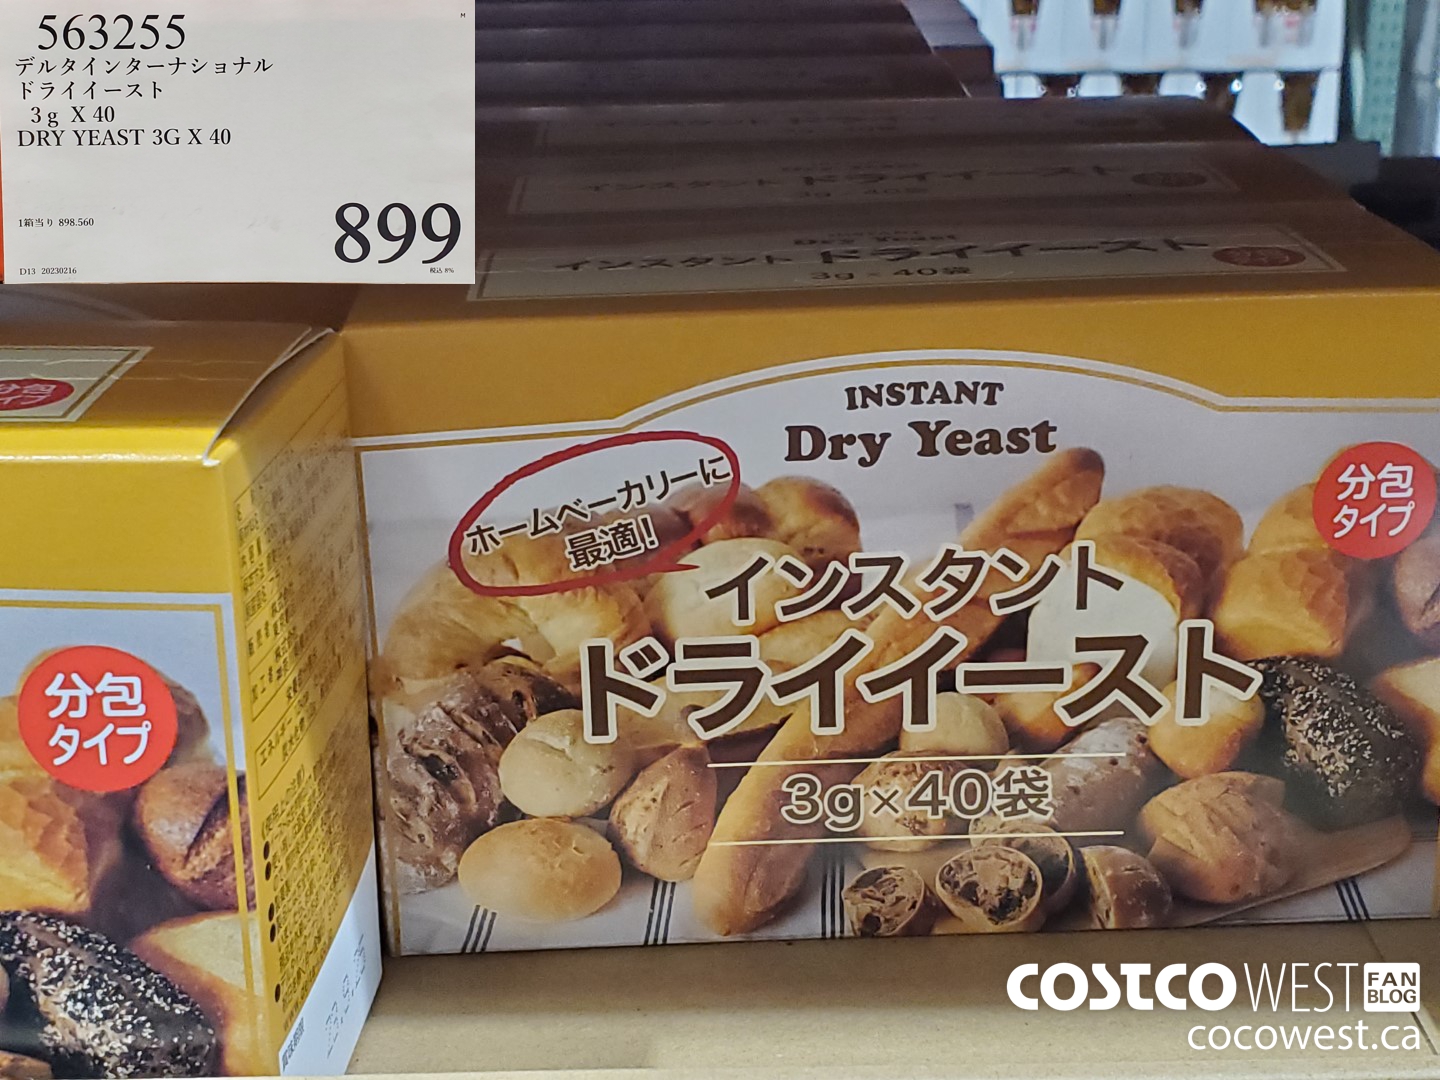 563255
M
デルタインターナショナル
ドライイースト
3g X 40
DRY YEAST 3G X 40
1箱当り 898.560
899
税込 8%
D13 20230216
インスタント ドライイースト
3g 40袋
Dry Yeast
インスタント ドライイースト
3g 40袋
INSTANT
Dry Yeast
ホームベーカリーに
最適!
分包
タイプ
インスタント
ドライイースト
3g×40袋
分包
タイプ
COSTCO WEST FAN BLOG
cocowest.ca